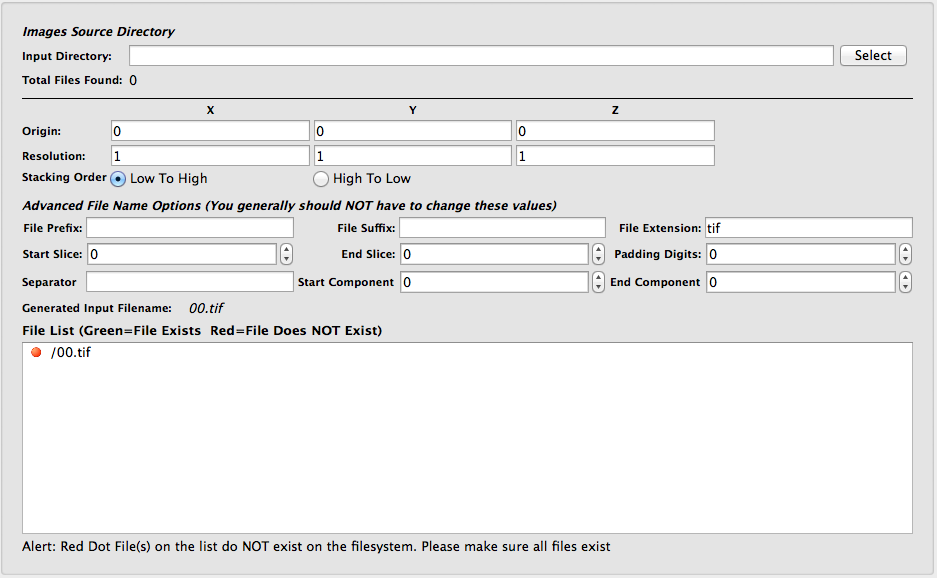 Images Source Directory
Input Directory: Select
Total Files Found: 0
X Y Z
Origin: 0 0 0
Resolution: 1 1 1
Stacking Order Low To High High To Low
Advanced File Name Options (You generally should NOT have to change these values)
File Prefix: File Suffix: File Extension: tif
Start Slice: 0 End Slice: 0 Padding Digits: 0
Separator Start Component 0 End Component 0
Generated Input Filename: 00.tif
File List (Green=File Exists Red=File Does NOT Exist)
/00.tif
Alert: Red Dot File(s) on the list do NOT exist on the filesystem. Please make sure all files exist